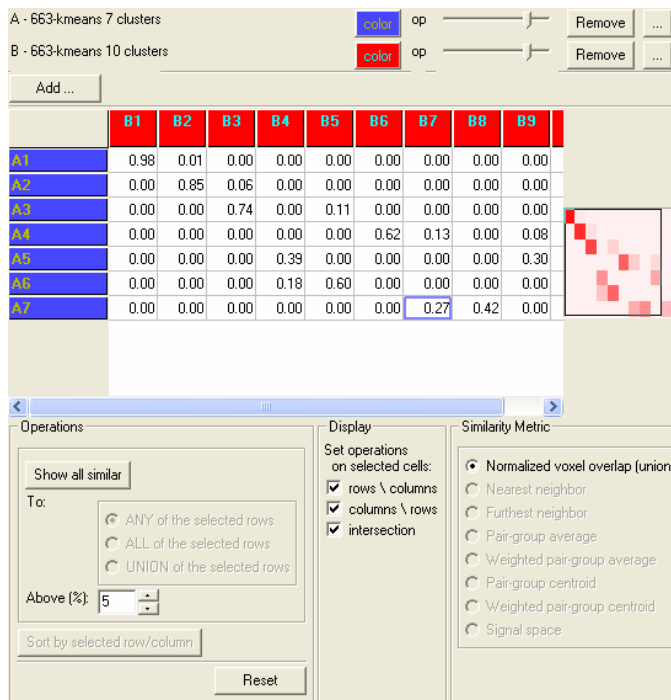 A - 663-kmeans 7 clusters color op Remove ...
B - 663-kmeans 10 clusters color op Remove ...
Add ...
B1 B2 B3 B4 B5 B6 B7 B8 B9
A1 0.98 0.01 0.00 0.00 0.00 0.00 0.00 0.00 0.00
A2 0.00 0.85 0.06 0.00 0.00 0.00 0.00 0.00 0.00
A3 0.00 0.00 0.74 0.00 0.11 0.00 0.00 0.00 0.00
A4 0.00 0.00 0.00 0.00 0.00 0.62 0.13 0.00 0.08
A5 0.00 0.00 0.00 0.39 0.00 0.00 0.00 0.00 0.30
A6 0.00 0.00 0.00 0.18 0.60 0.00 0.00 0.00 0.00
A7 0.00 0.00 0.00 0.00 0.00 0.00 0.27 0.42 0.00
Operations
Show all similar
To:
ANY of the selected rows
ALL of the selected rows
UNION of the selected rows
Above (%): 5
Sort by selected row/column
Reset
Display
Set operations
on selected cells:
rows \ columns
columns \ rows
intersection
Similarity Metric
Normalized voxel overlap (union
Nearest neighbor
Furthest neighbor
Pair-group average
Weighted pair-group average
Pair-group centroid
Weighted pair-group centroid
Signal space